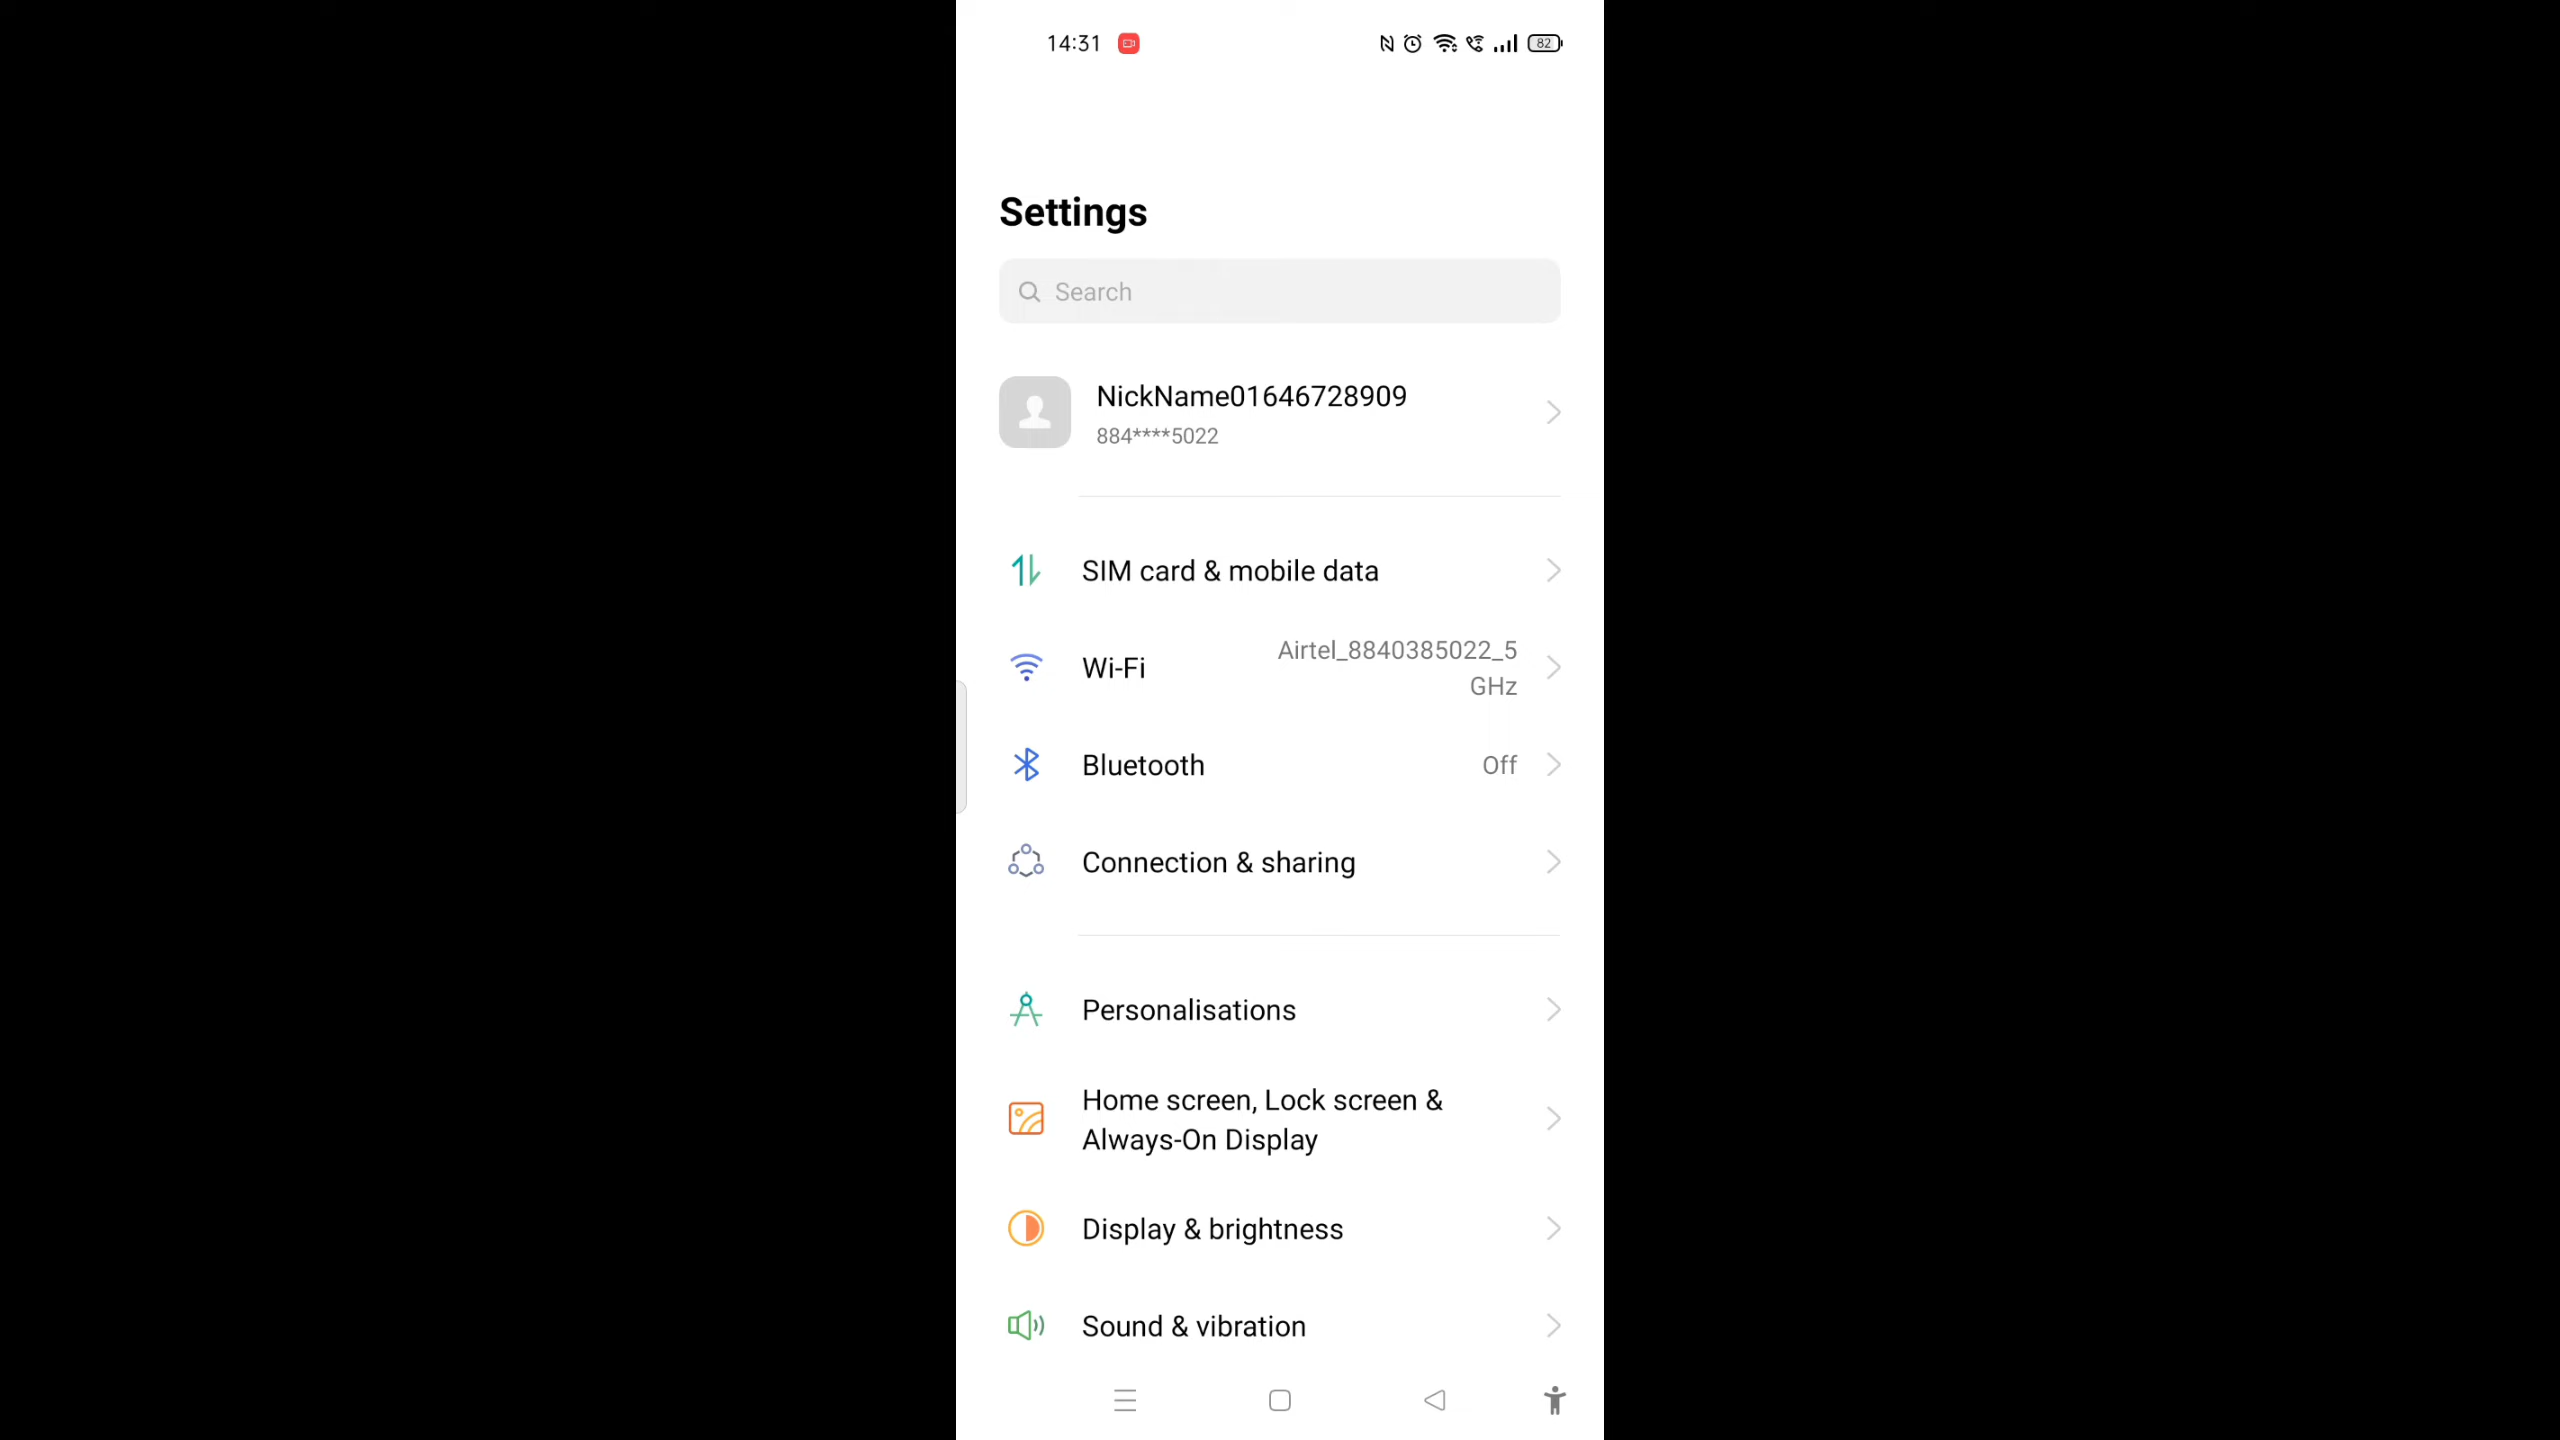 14:31
82
Settings
Search
NickName01646728909
884****5022
SIM card & mobile data
Wi-Fi
Airtel_8840385022_5
GHz
Bluetooth
Off
Connection & sharing
Personalisations
Home screen, Lock screen &
Always-On Display
Display & brightness
Sound & vibration